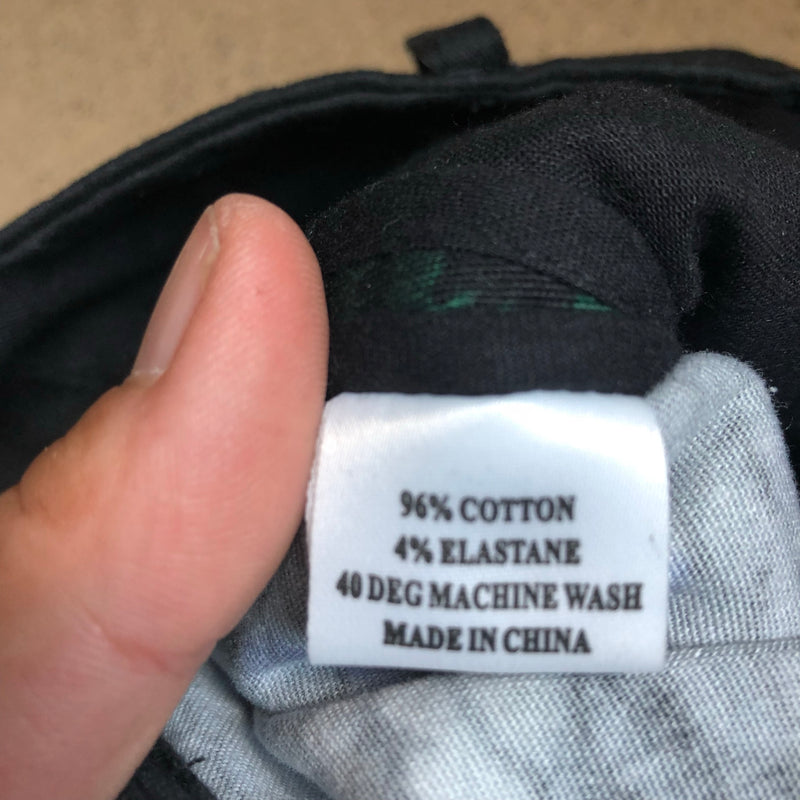 96% COTTON
4% ELASTANE
40 DEG MACHINE WASH
MADE IN CHINA